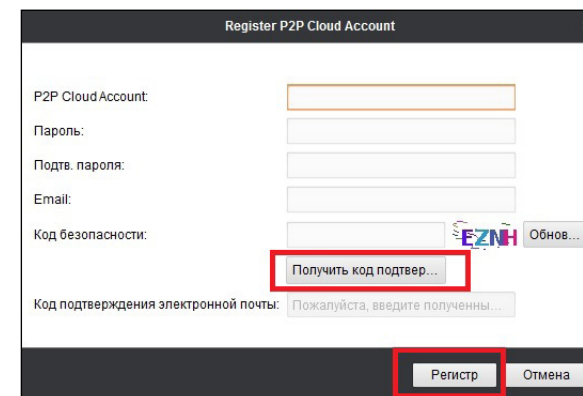 Register P2P Cloud Account
P2P Cloud Account:
Пароль:
Подтв. пароля:
Email:
Код безопасности:
EZNH
Обнов...
Получить код подтвер...
Код подтверждения электронной почты:
Пожалуйста, введите полученны...
Регистр
Отмена